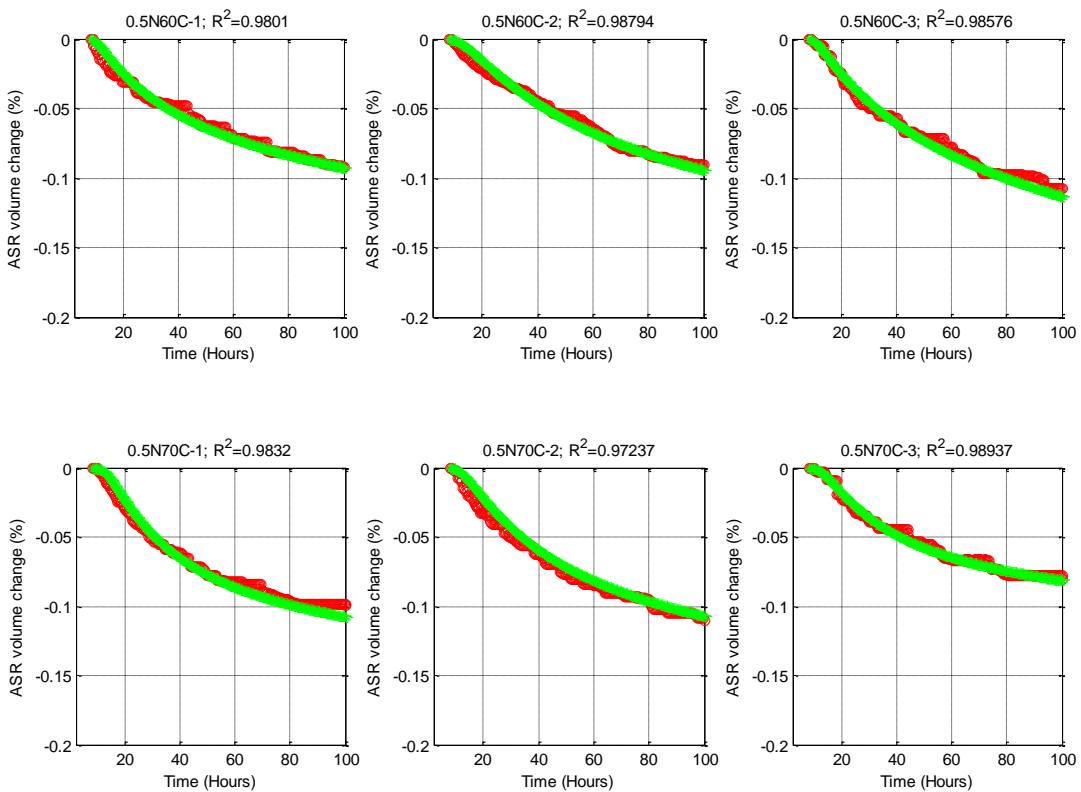 0.5N60C-1; R2=0.9801
0
-0.05
-0.1
-0.15
-0.2
ASR volume change (%)
20 40 60 80 100
Time (Hours)
0.5N60C-2; R2=0.98794
0
-0.05
-0.1
-0.15
-0.2
ASR volume change (%)
20 40 60 80 100
Time (Hours)
0.5N60C-3; R2=0.98576
0
-0.05
-0.1
-0.15
-0.2
ASR volume change (%)
20 40 60 80 100
Time (Hours)
0.5N70C-1; R2=0.9832
0
-0.05
-0.1
-0.15
-0.2
ASR volume change (%)
20 40 60 80 100
Time (Hours)
0.5N70C-2; R2=0.97237
0
-0.05
-0.1
-0.15
-0.2
ASR volume change (%)
20 40 60 80 100
Time (Hours)
0.5N70C-3; R2=0.98937
0
-0.05
-0.1
-0.15
-0.2
ASR volume change (%)
20 40 60 80 100
Time (Hours)